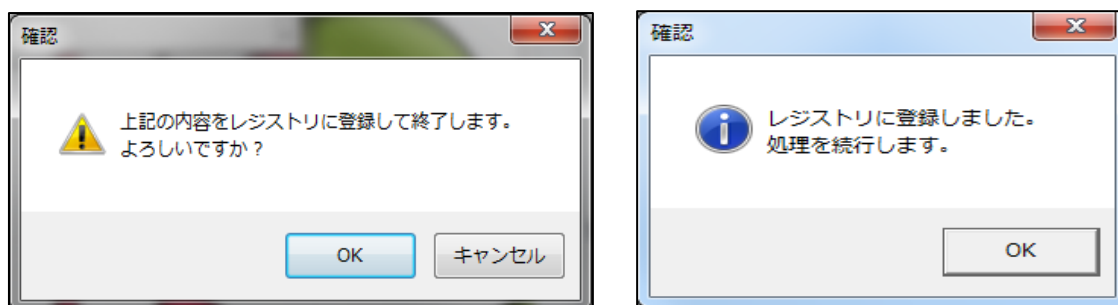 確認
上記の内容をレジストリに登録して終了します。
よろしいですか？
OK
キャンセル
確認
レジストリに登録しました。
処理を続行します。
OK